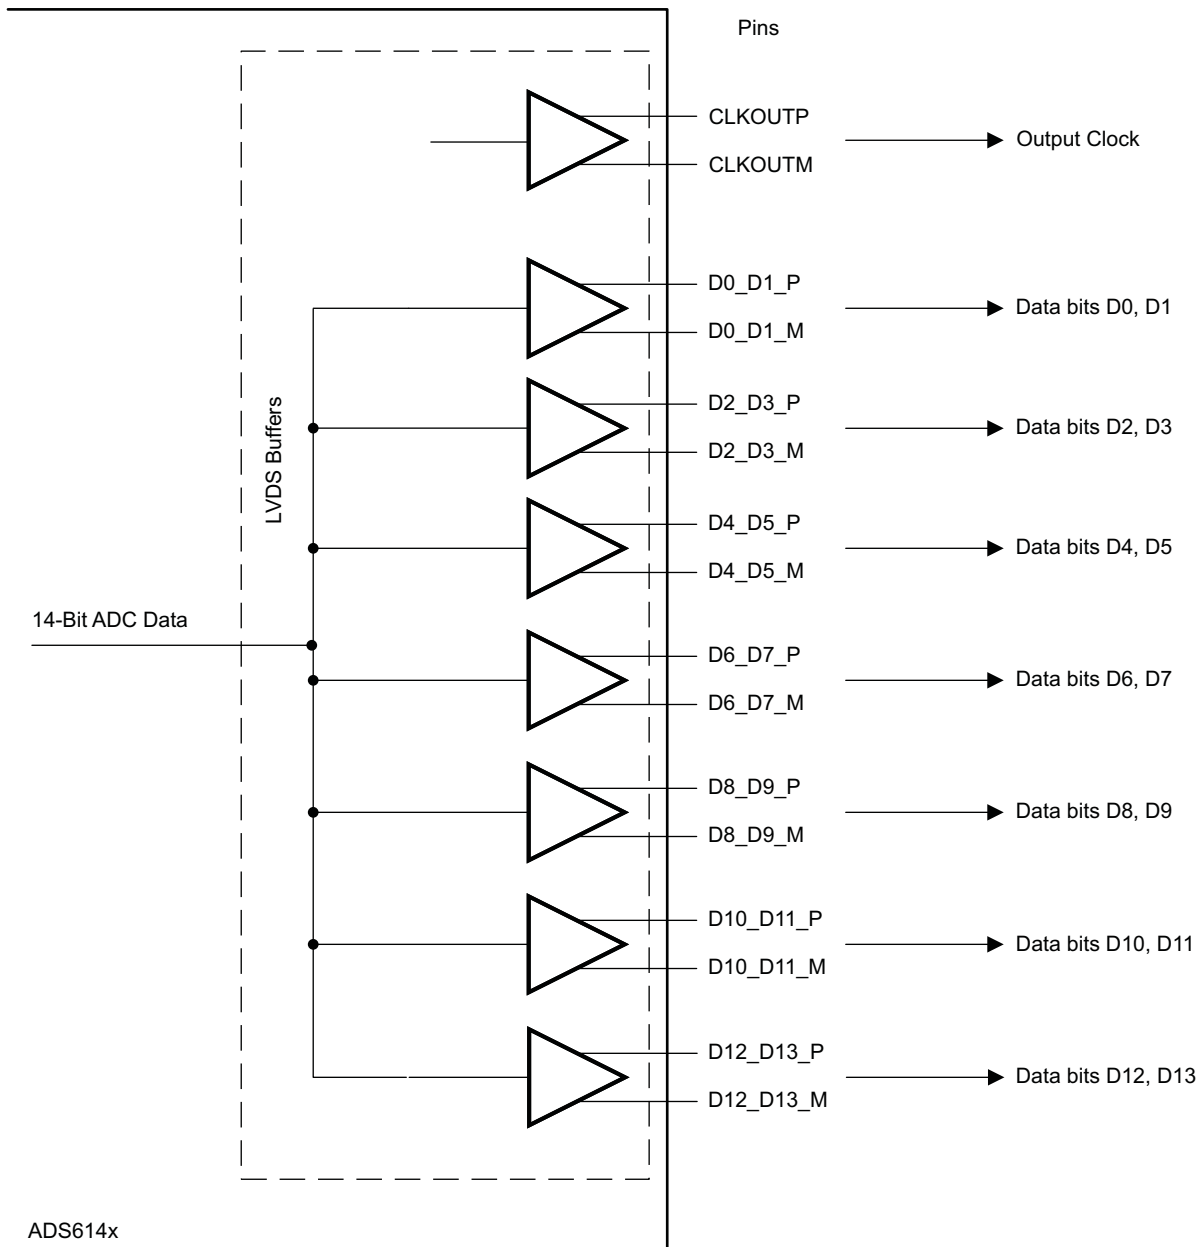 Pins
CLKOUTP
CLKOUTM
Output Clock
D0_D1_P
D0_D1_M
Data bits D0, D1
D2_D3_P
D2_D3_M
Data bits D2, D3
LVDS Buffers
D4_D5_P
D4_D5_M
Data bits D4, D5
14-Bit ADC Data
D6_D7_P
D6_D7_M
Data bits D6, D7
D8_D9_P
D8_D9_M
Data bits D8, D9
D10_D11_P
D10_D11_M
Data bits D10, D11
D12_D13_P
D12_D13_M
Data bits D12, D13
ADS614x